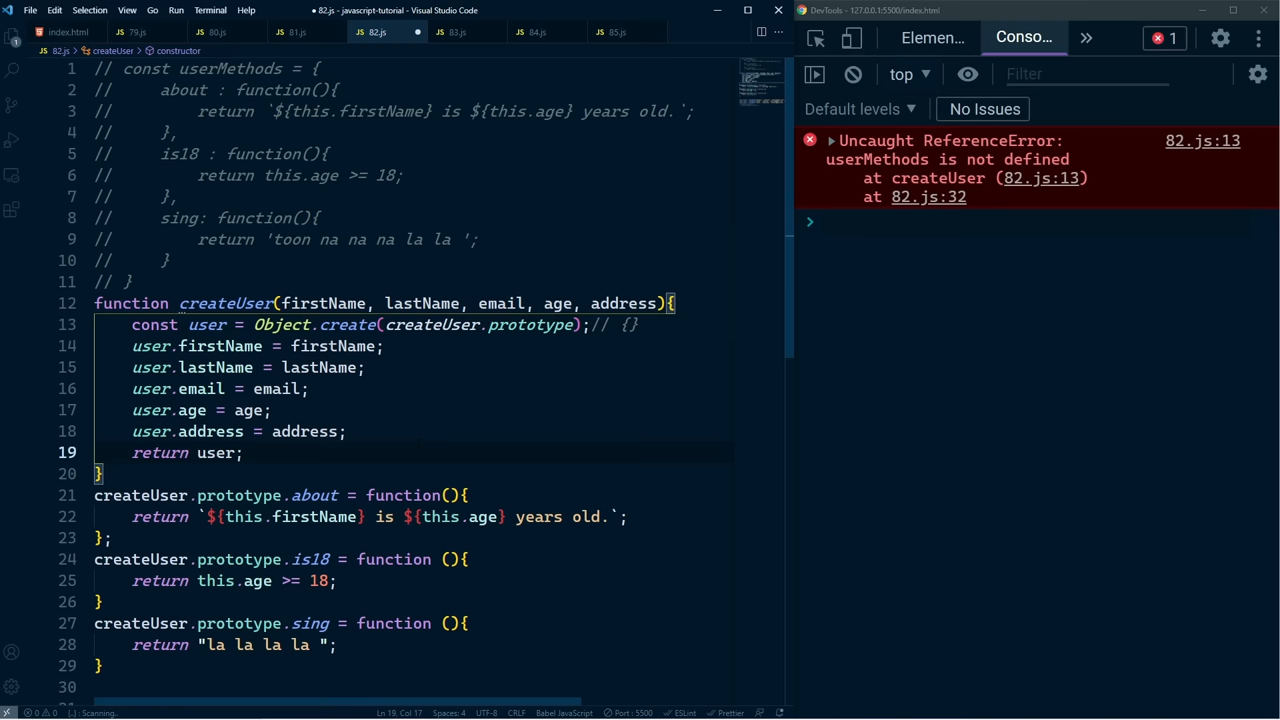 File Edit Selection View Go Run Terminal Help ● 82.js - javascript-tutorial - Visual Studio Code
index.html JS 79.js JS 80.js JS 81.js JS 82.js JS 83.js JS 84.js JS 85.js
JS 82.js > createUser > constructor
1 // const userMethods = {
2 //     about : function(){
3 //         return `${this.firstName} is ${this.age} years old.`;
4 //     },
5 //     is18 : function(){
6 //         return this.age >= 18;
7 //     },
8 //     sing: function(){
9 //         return 'toon na na na la la ';
10 //     }
11 // }
12 function createUser(firstName, lastName, email, age, address){
13     const user = Object.create(createUser.prototype);// {}
14     user.firstName = firstName;
15     user.lastName = lastName;
16     user.email = email;
17     user.age = age;
18     user.address = address;
19     return user;
20 }
21 createUser.prototype.about = function(){
22     return `${this.firstName} is ${this.age} years old.`;
23 };
24 createUser.prototype.is18 = function (){
25     return this.age >= 18;
26 }
27 createUser.prototype.sing = function (){
28     return "la la la la ";
29 }
30
0 0 [..] : Scanning.. Ln 19, Col 17 Spaces: 4 UTF-8 CRLF Babel JavaScript Port : 5500 ESLint Prettier
DevTools - 127.0.0.1:5500/index.html
Elemen... Conso... » 1
top Filter
Default levels No Issues
Uncaught ReferenceError: 82.js:13
userMethods is not defined
at createUser (82.js:13)
at 82.js:32